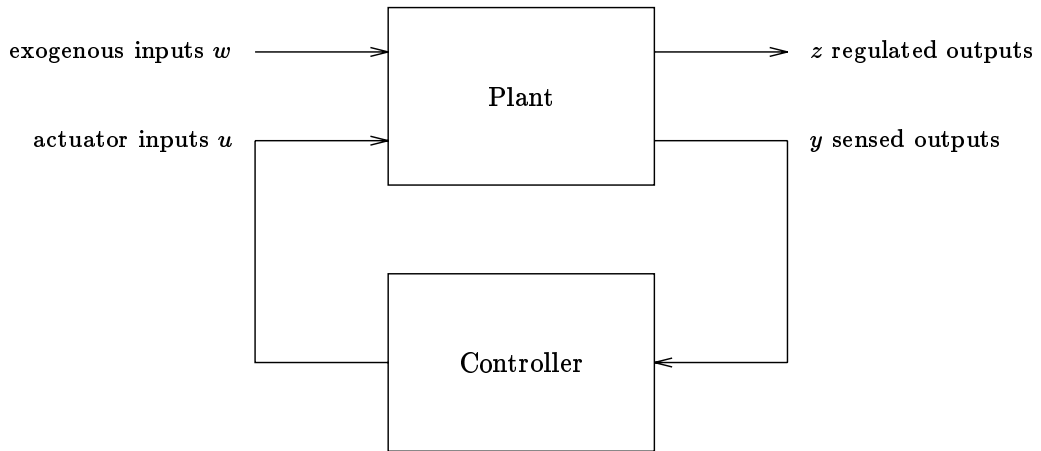 exogenous inputs w
z regulated outputs
Plant
actuator inputs u
y sensed outputs
Controller